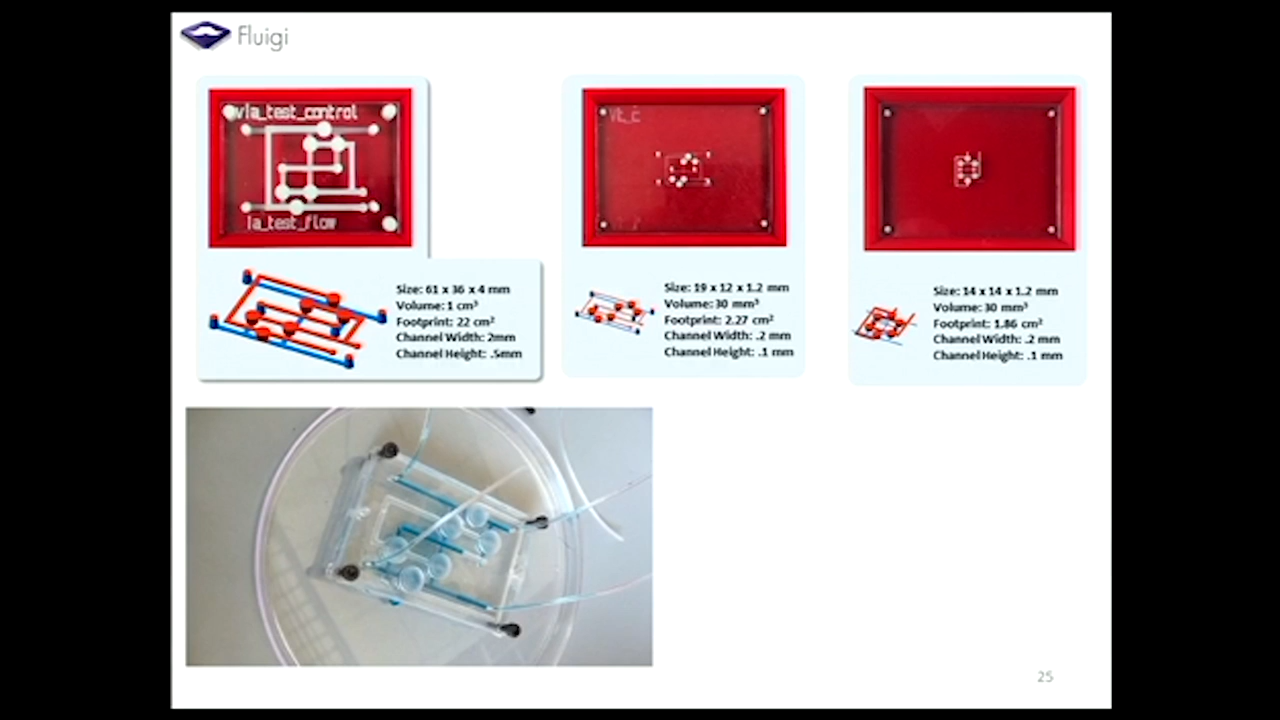 Fluigi
via_test_control
1a_test_flow
Size: 61 x 36 x 4 mm
Volume: 1 cm³
Footprint: 22 cm²
Channel Width: 2mm
Channel Height: .5mm
Size: 19 x 12 x 1.2 mm
Volume: 30 mm³
Footprint: 2.27 cm²
Channel Width: .2 mm
Channel Height: .1 mm
Size: 14 x 14 x 1.2 mm
Volume: 30 mm³
Footprint: 1.86 cm²
Channel Width: .2 mm
Channel Height: .1 mm
25